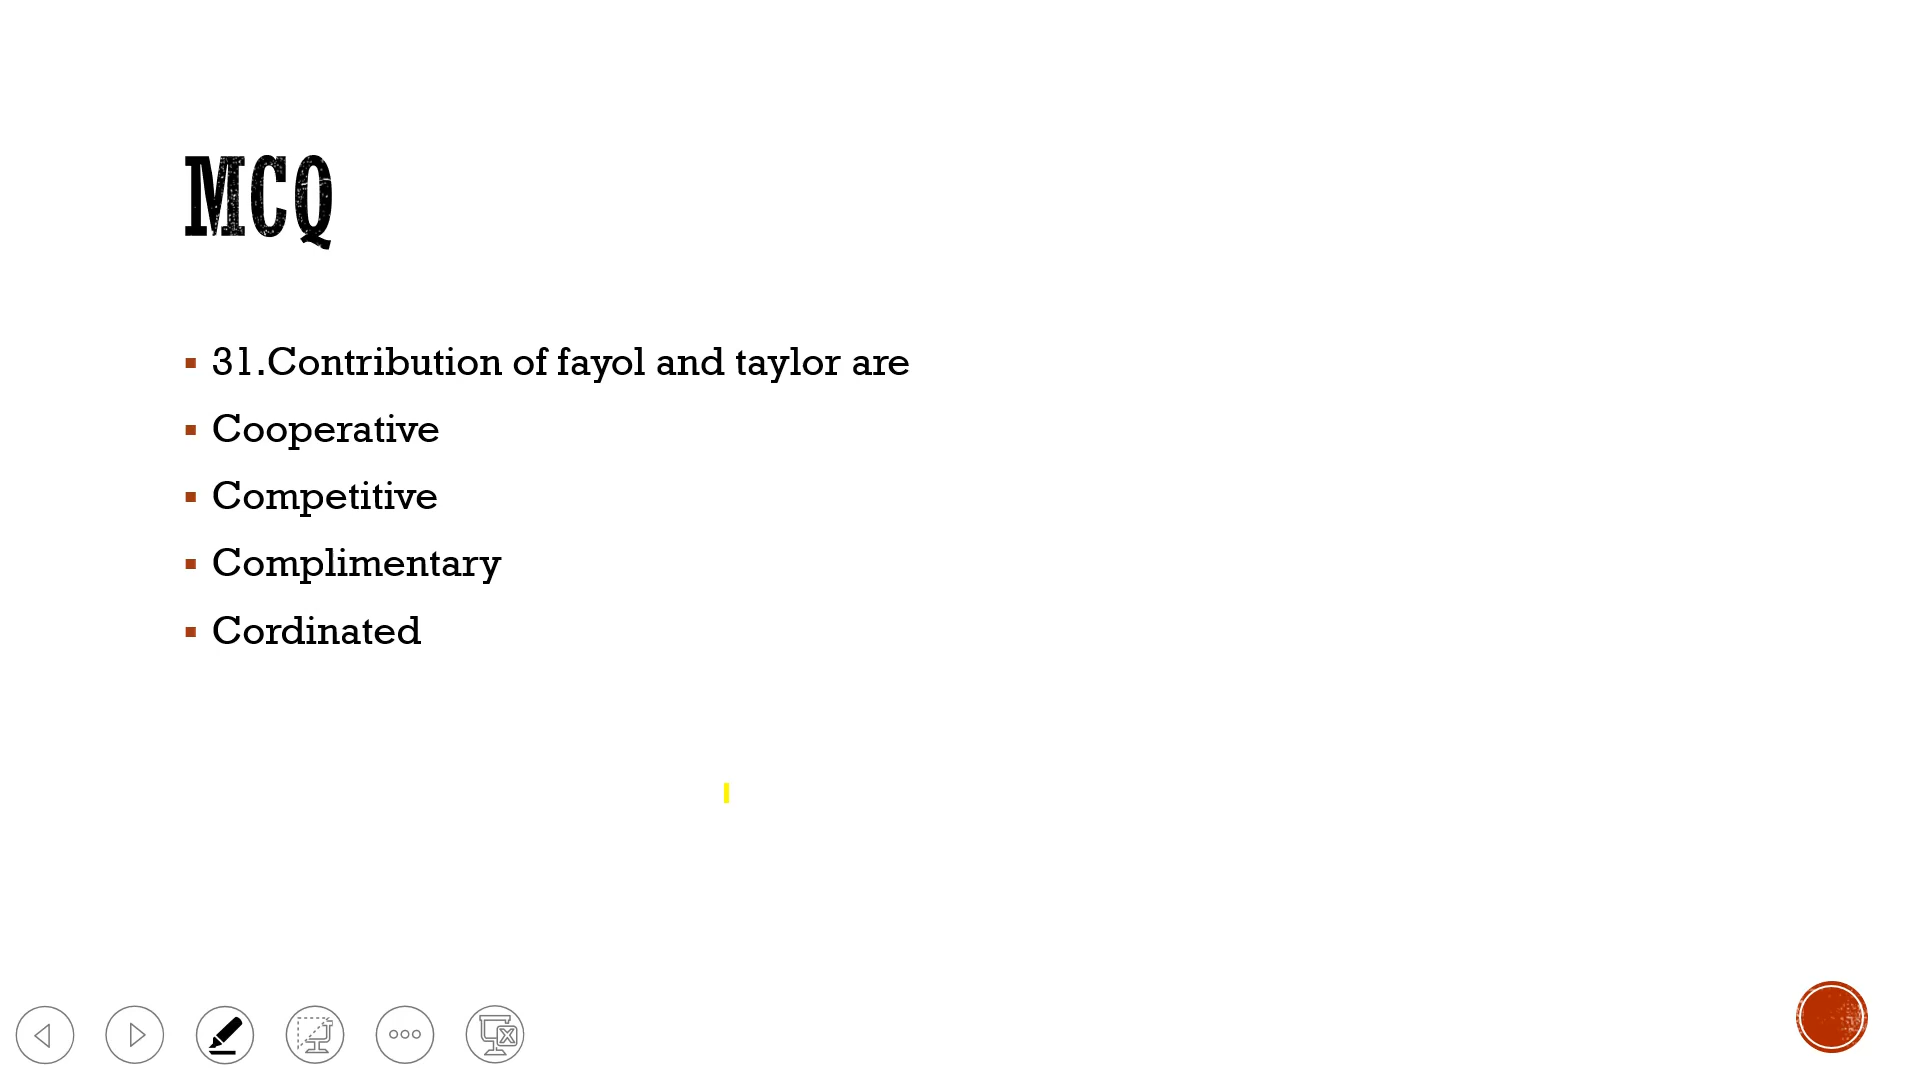 MCQ
31.Contribution of fayol and taylor are
Cooperative
Competitive
Complimentary
Cordinated